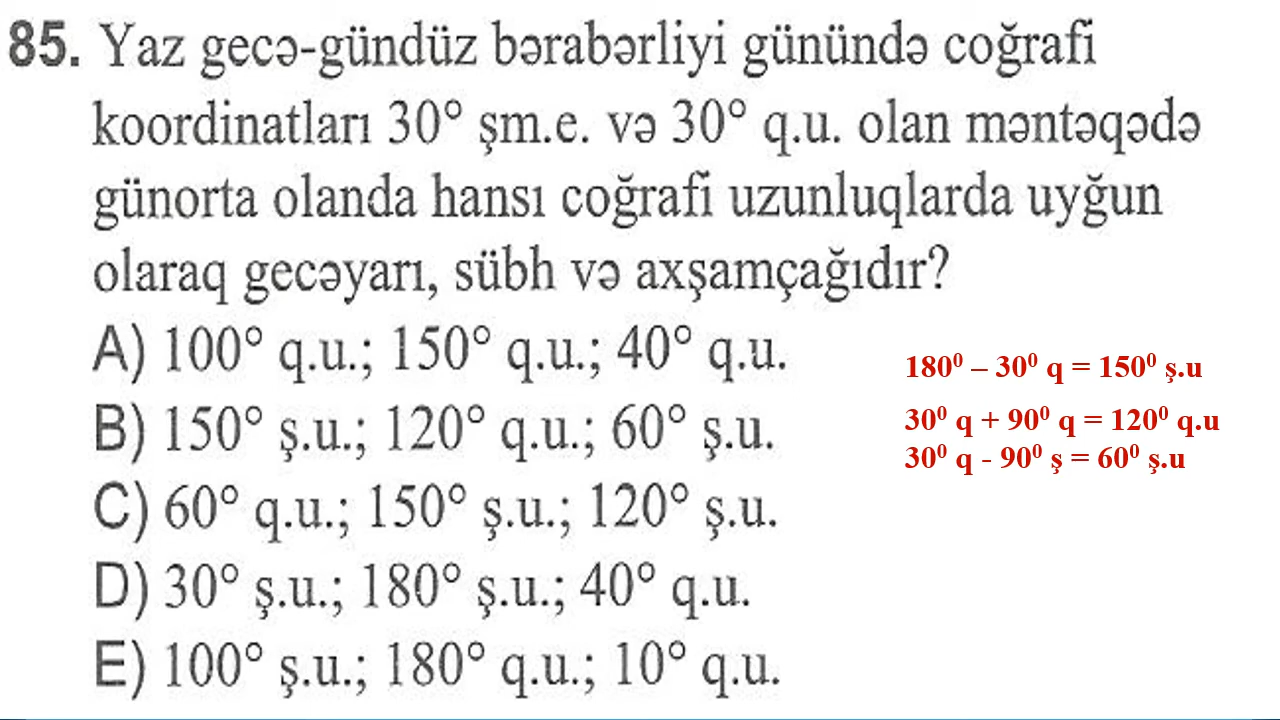 85. Yaz gecə-gündüz bərabərliyi günündə coğrafi
koordinatları 30° şm.e. və 30° q.u. olan məntəqədə
günorta olanda hansı coğrafi uzunluqlarda uyğun
olaraq gecəyarı, sübh və axşamçağıdır?
A) 100° q.u.; 150° q.u.; 40° q.u.
B) 150° ş.u.; 120° q.u.; 60° ş.u.
C) 60° q.u.; 150° ş.u.; 120° ş.u.
D) 30° ş.u.; 180° ş.u.; 40° q.u.
E) 100° ş.u.; 180° q.u.; 10° q.u.
180⁰ – 30⁰ q = 150⁰ ş.u
30⁰ q + 90⁰ q = 120⁰ q.u
30⁰ q - 90⁰ ş = 60⁰ ş.u